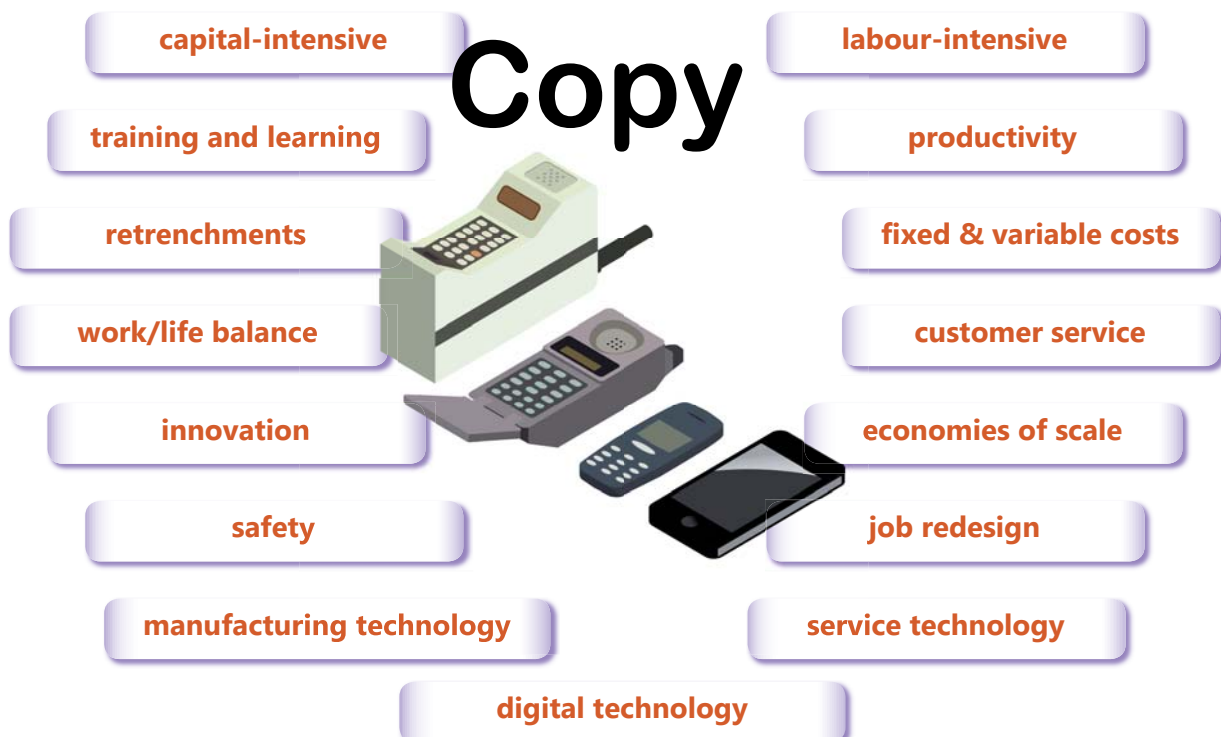 Copy
capital-intensive
labour-intensive
training and learning
productivity
retrenchments
fixed & variable costs
work/life balance
customer service
innovation
economies of scale
safety
job redesign
manufacturing technology
service technology
digital technology